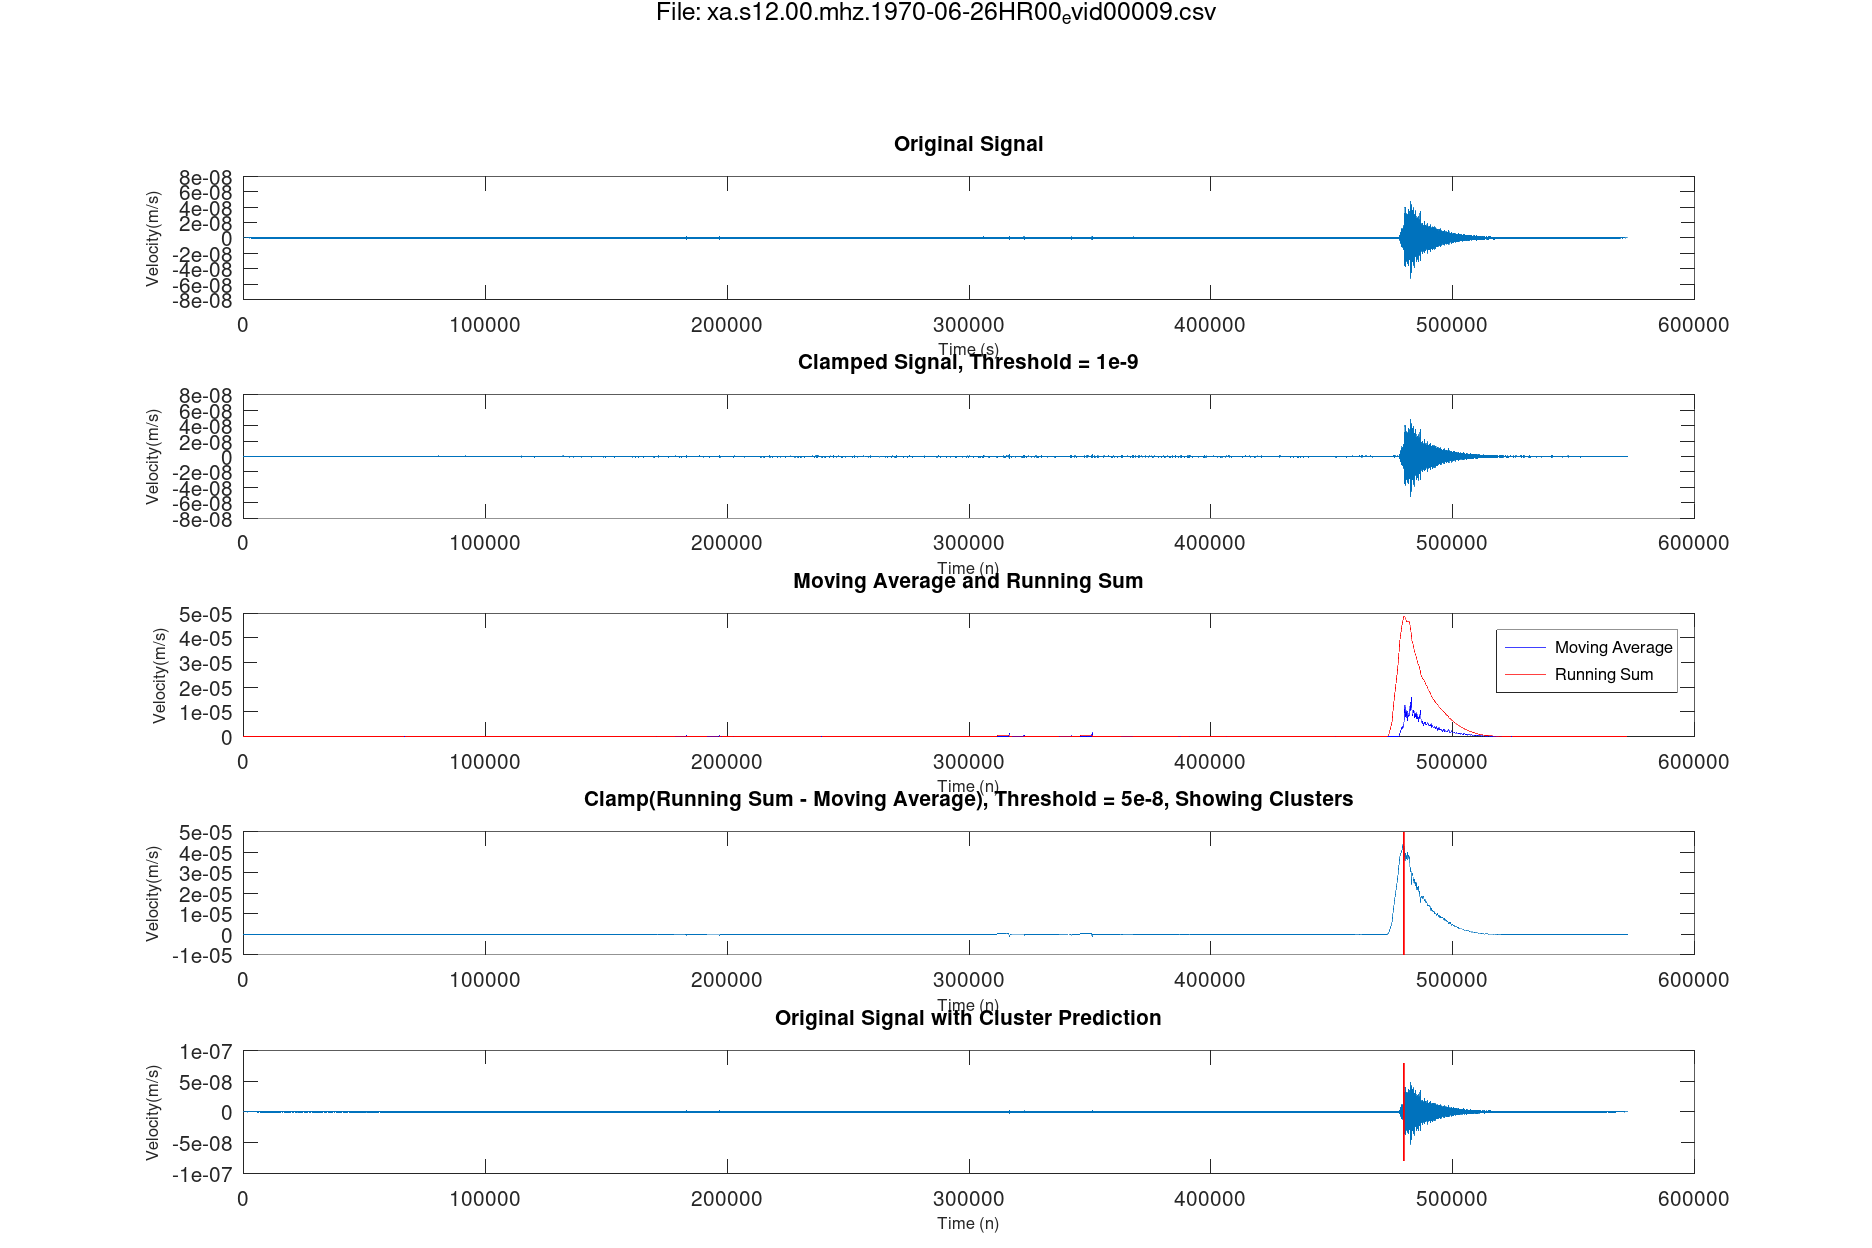 File: xa.s12.00.mhz.1970-06-26HR00evid00009.csv
Original Signal
Velocity(m/s)
8e-08
6e-08
4e-08
2e-08
0
-2e-08
-4e-08
-6e-08
-8e-08
0 100000 200000 300000 400000 500000 600000
Time (s)
Clamped Signal, Threshold = 1e-9
Velocity(m/s)
8e-08
6e-08
4e-08
2e-08
0
-2e-08
-4e-08
-6e-08
-8e-08
0 100000 200000 300000 400000 500000 600000
Time (n)
Moving Average and Running Sum
Velocity(m/s)
5e-05
4e-05
3e-05
2e-05
1e-05
0
Moving Average
Running Sum
0 100000 200000 300000 400000 500000 600000
Time (n)
Clamp(Running Sum - Moving Average), Threshold = 5e-8, Showing Clusters
Velocity(m/s)
5e-05
4e-05
3e-05
2e-05
1e-05
0
-1e-05
0 100000 200000 300000 400000 500000 600000
Time (n)
Original Signal with Cluster Prediction
Velocity(m/s)
1e-07
5e-08
0
-5e-08
-1e-07
0 100000 200000 300000 400000 500000 600000
Time (n)